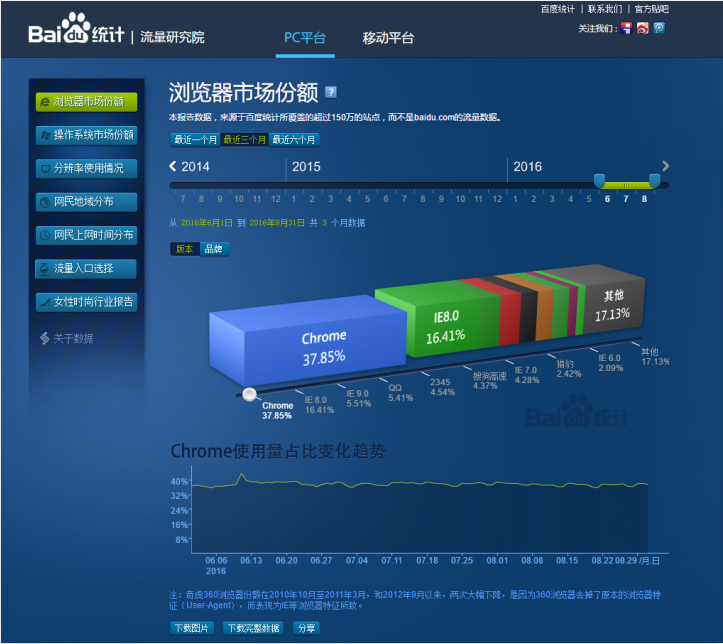 百度统计 | 联系我们 | 官方贴吧
关注我们：
Baidu统计 | 流量研究院
PC平台 移动平台
浏览器市场份额
操作系统市场份额
分辨率使用情况
网民地域分布
网民上网时间分布
流量入口选择
女性时尚行业报告
关于数据
浏览器市场份额 ?
本报告数据，来源于百度统计所覆盖的超过150万的站点，而不是baidu.com的流量数据。
最近一个月 最近三个月 最近六个月
2014 2015 2016
7 8 9 10 11 12 1 2 3 4 5 6 7 8 9 10 11 12 1 2 3 4 5 6 7 8
从 2016年6月1日 到 2016年8月31日 共 3 个月数据
版本 品牌
Chrome
37.85%
IE8.0
16.41%
其他
17.13%
Chrome
37.85%
IE 8.0
16.41%
IE 9.0
5.51%
QQ
5.41%
2345
4.54%
搜狗高速
4.37%
IE 7.0
4.28%
猎豹
2.42%
IE 6.0
2.09%
其他
17.13%
Baidu统计
Chrome使用量占比变化趋势
40%
32%
24%
16%
8%
06.06 06.13 06.20 06.27 07.04 07.11 07.18 07.25 08.01 08.08 08.15 08.22 08.29 /月.日
2016
注：奇虎360浏览器份额在2010年10月至2011年3月，和2012年9月以来，两次大幅下降，是因为360浏览器去掉了原本的浏览器特
征（User-Agent），而表现为IE等浏览器特征所致。
下载图片 下载完整数据 分享